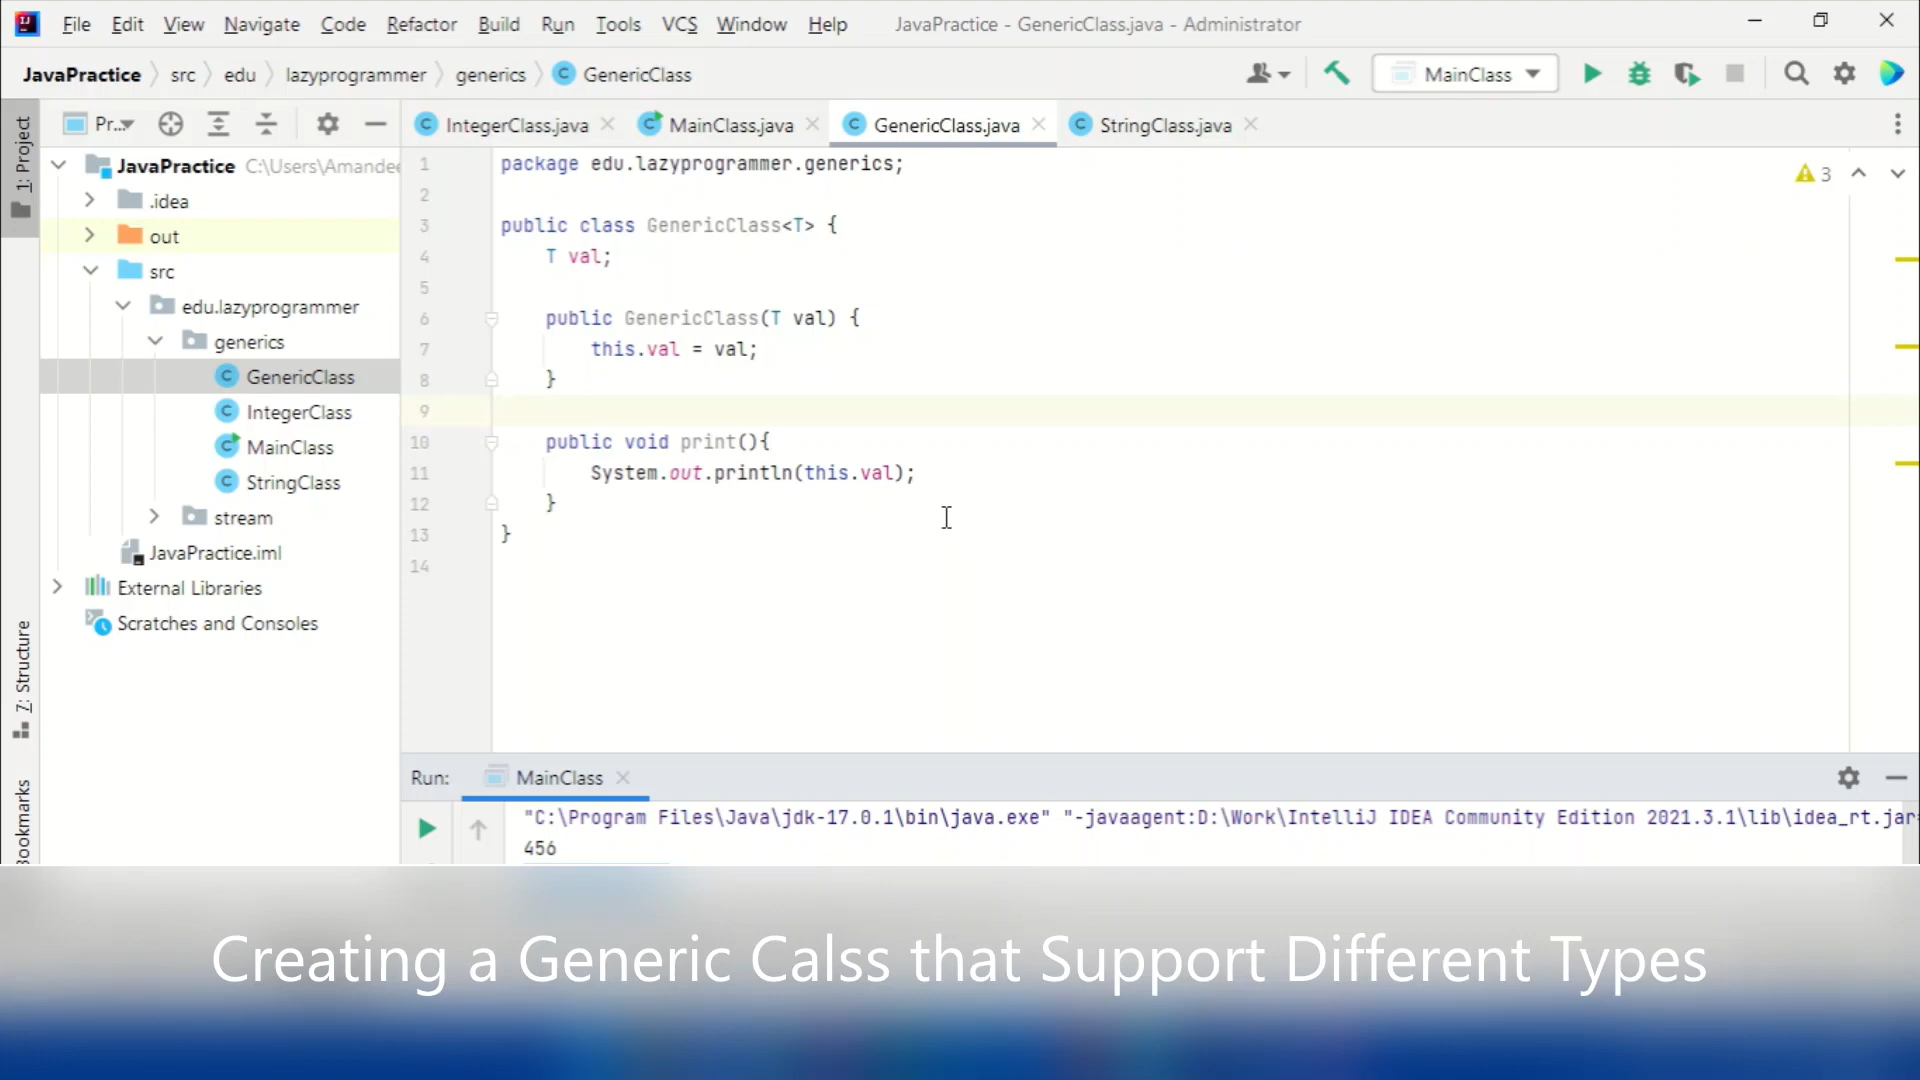 File Edit View Navigate Code Refactor Build Run Tools VCS Window Help JavaPractice - GenericClass.java - Administrator
JavaPractice src edu lazyprogrammer generics GenericClass MainClass
Pr... IntegerClass.java MainClass.java GenericClass.java StringClass.java
1: Project
JavaPractice C:\Users\Amandee
.idea
out
src
edu.lazyprogrammer
generics
GenericClass
IntegerClass
MainClass
StringClass
stream
JavaPractice.iml
External Libraries
Scratches and Consoles
7: Structure
Bookmarks
3
1 package edu.lazyprogrammer.generics;
2
3 public class GenericClass<T> {
4 T val;
5
6 public GenericClass(T val) {
7 this.val = val;
8 }
9
10 public void print(){
11 System.out.println(this.val);
12 }
13 }
14
Run: MainClass
"C:\Program Files\Java\jdk-17.0.1\bin\java.exe" "-javaagent:D:\Work\IntelliJ IDEA Community Edition 2021.3.1\lib\idea_rt.jar=
456
Creating a Generic Calss that Support Different Types